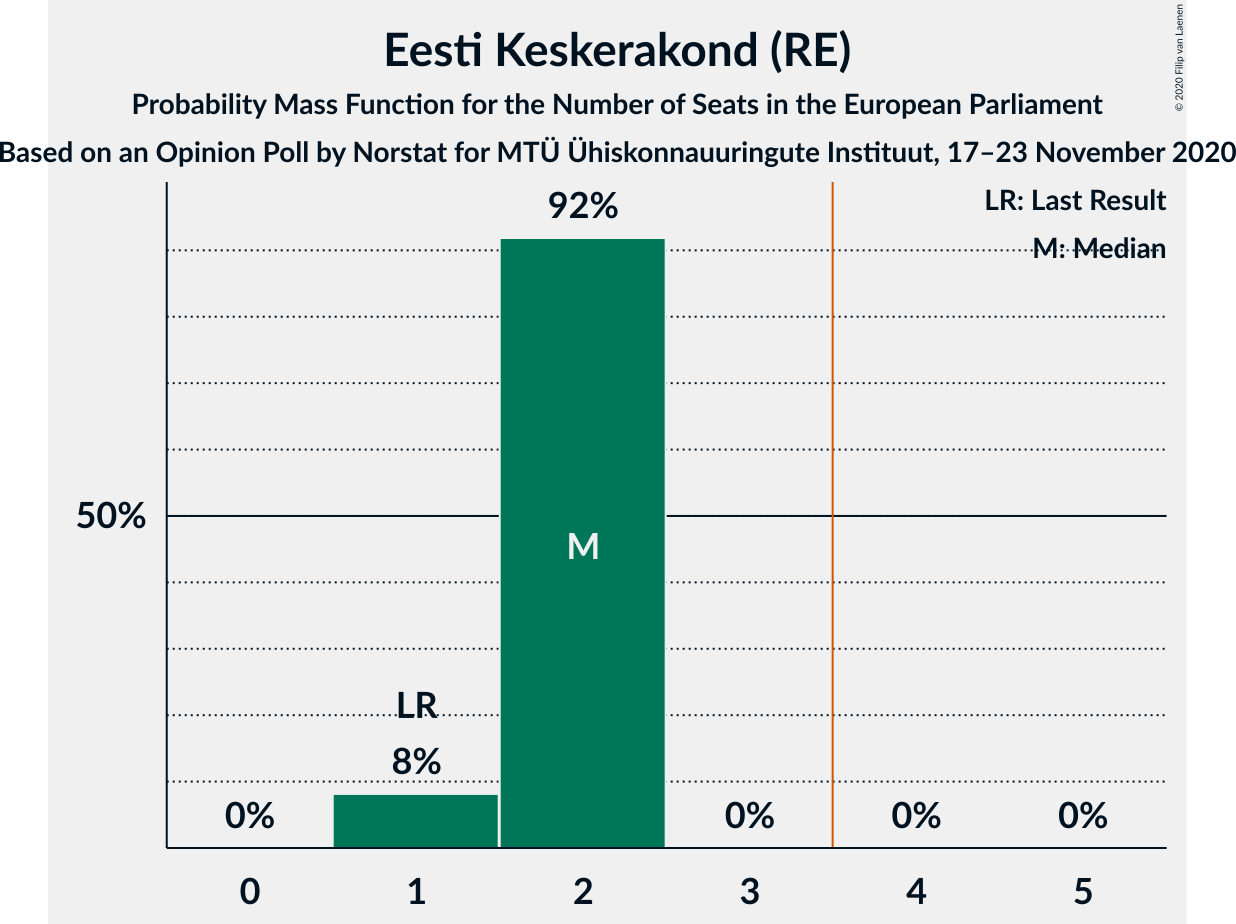 Eesti Keskerakond (RE)
Probability Mass Function for the Number of Seats in the European Parliament
Based on an Opinion Poll by Norstat for MTÜ Ühiskonnauuringute Instituut, 17–23 November 2020
© 2020 Filip van Laenen
LR: Last Result
M: Median
92%
50%
M
LR
8%
0%
0%
0%
0%
0 1 2 3 4 5